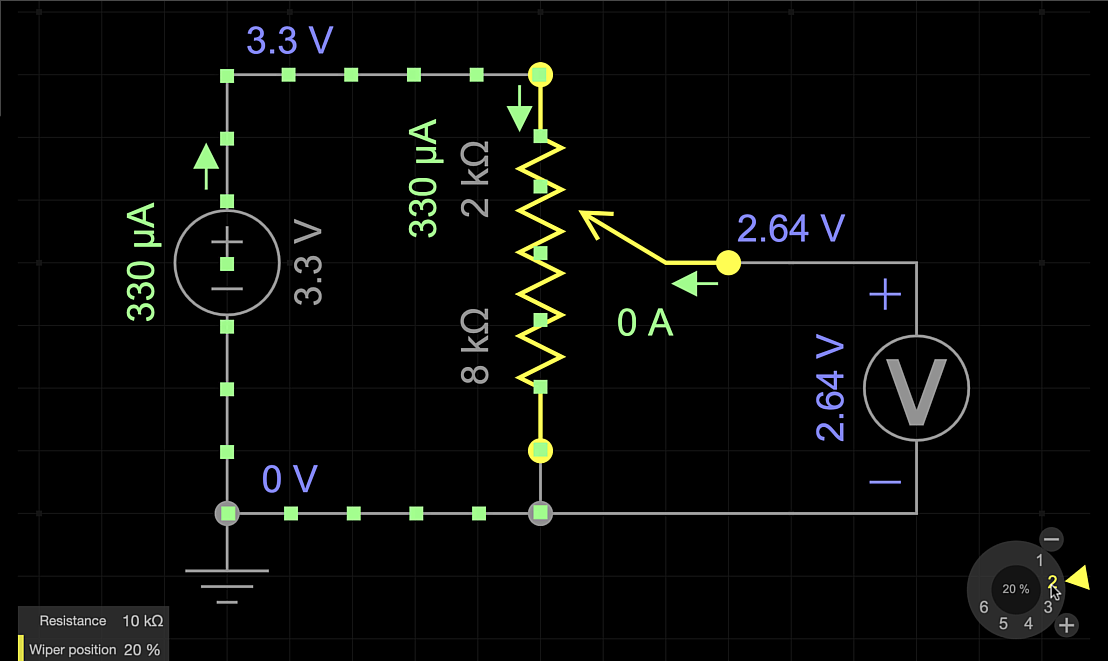 3.3 V
330 µA
2 kΩ
330 µA
3.3 V
2.64 V
0 A
8 kΩ
+
2.64 V
V
−
0 V
−
1
2
3
4
5
6
20 %
+
Resistance 10 kΩ
Wiper position 20 %